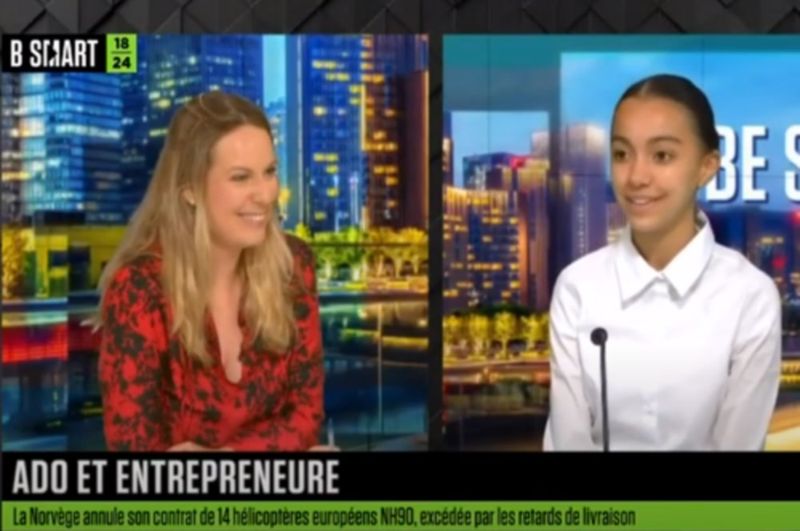 B SMART
18
24
BE S
ADO ET ENTREPRENEURE
La Norvège annule son contrat de 14 hélicoptères européens NH90, excédée par les retards de livraison